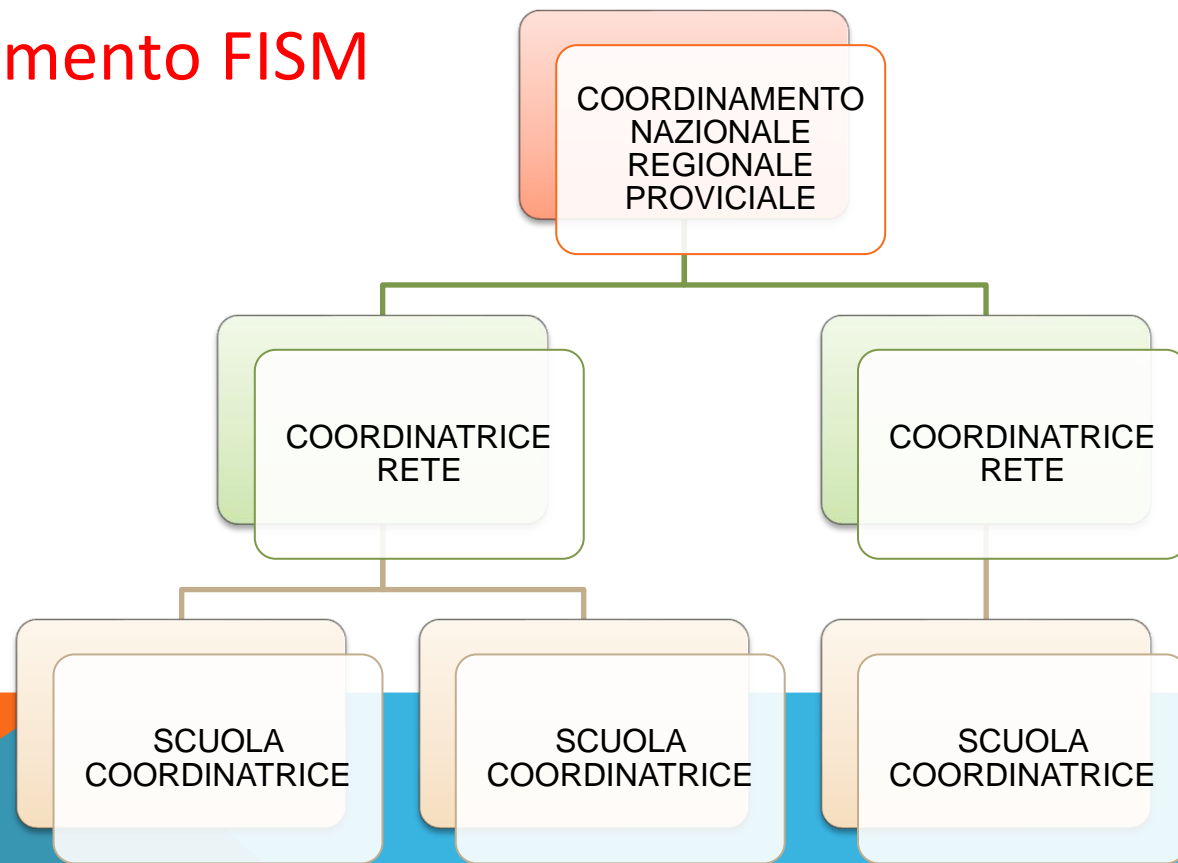 mento FISM
COORDINAMENTO
NAZIONALE
REGIONALE
PROVICIALE
COORDINATRICE
RETE
COORDINATRICE
RETE
SCUOLA
COORDINATRICE
SCUOLA
COORDINATRICE
SCUOLA
COORDINATRICE